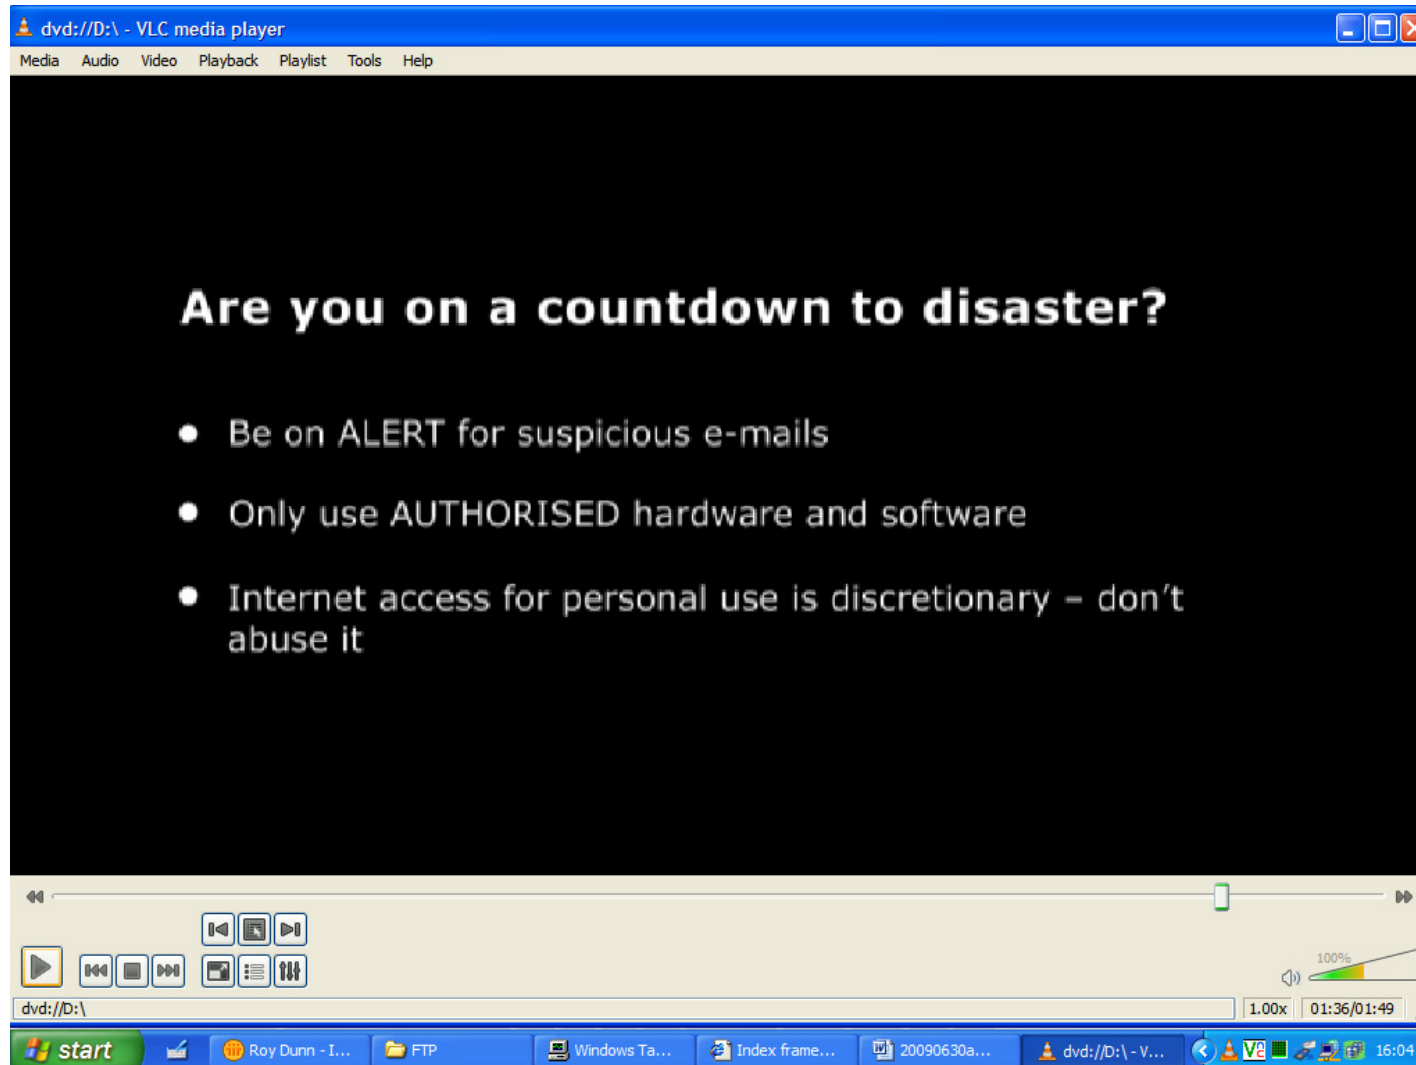 dvd://D:\ - VLC media player
Media Audio Video Playback Playlist Tools Help
Are you on a countdown to disaster?
Be on ALERT for suspicious e-mails
Only use AUTHORISED hardware and software
Internet access for personal use is discretionary – don't
abuse it
100%
dvd://D:\ 1.00x 01:36/01:49
start Roy Dunn - I... FTP Windows Ta... Index frame... 20090630a... dvd://D:\ - V... 16:04